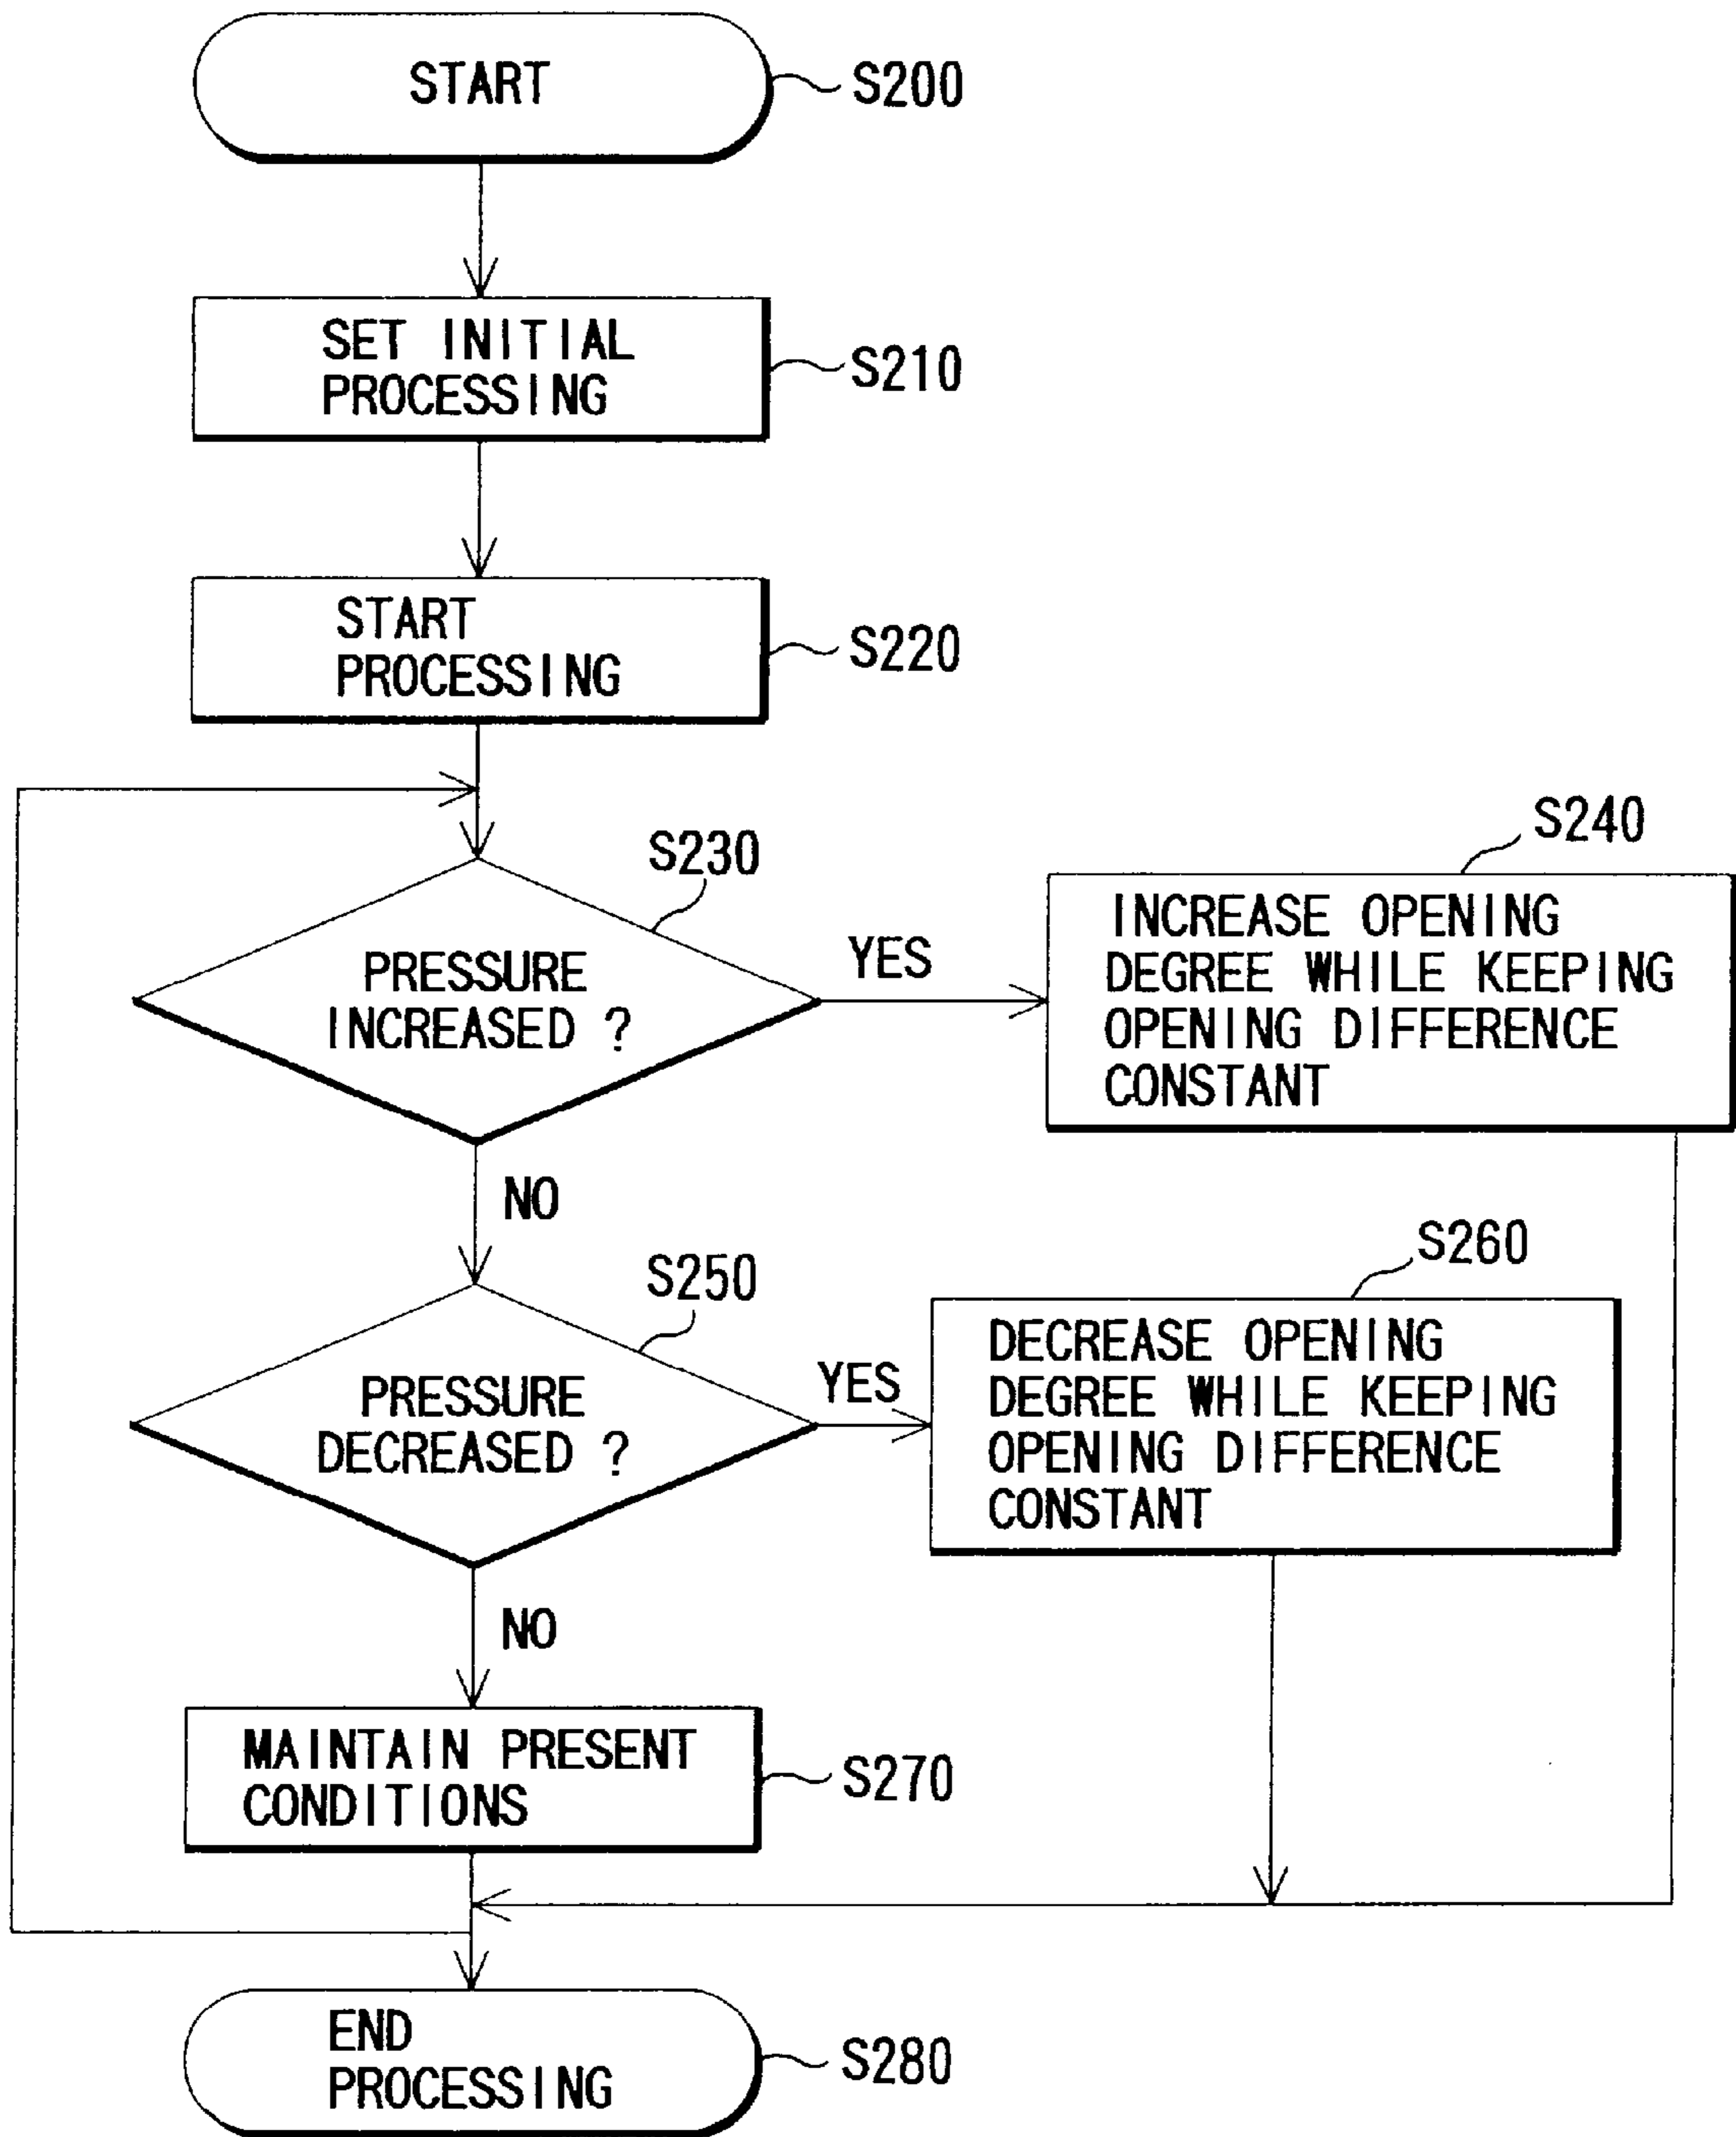 START
S200
SET INITIAL
PROCESSING
S210
START
PROCESSING
S220
S230
PRESSURE
INCREASED ?
YES
S240
INCREASE OPENING
DEGREE WHILE KEEPING
OPENING DIFFERENCE
CONSTANT
NO
S250
PRESSURE
DECREASED ?
YES
S260
DECREASE OPENING
DEGREE WHILE KEEPING
OPENING DIFFERENCE
CONSTANT
NO
MAINTAIN PRESENT
CONDITIONS
S270
END
PROCESSING
S280